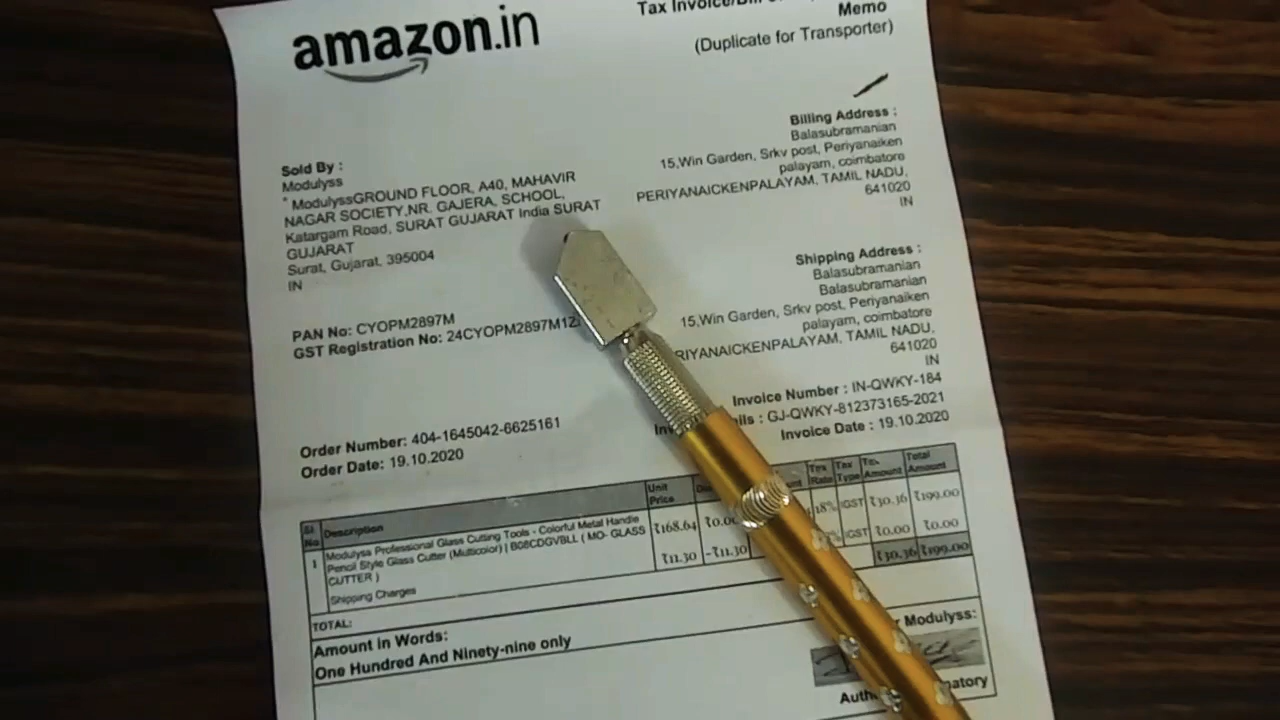 amazon.in
Tax Invoice/Bill
Memo
(Duplicate for Transporter)
Sold By :
Modulyss
* ModulyssGROUND FLOOR, A40, MAHAVIR
NAGAR SOCIETY,NR. GAJERA, SCHOOL,
Katargam Road, SURAT GUJARAT India SURAT
GUJARAT
Surat, Gujarat, 395004
IN
Billing Address :
Balasubramanian
15,Win Garden, Srkv post, Periyanaiken
palayam, coimbatore
PERIYANAICKENPALAYAM, TAMIL NADU,
641020
IN
Shipping Address :
Balasubramanian
Balasubramanian
15,Win Garden, Srkv post, Periyanaiken
palayam, coimbatore
RIYANAICKENPALAYAM, TAMIL NADU,
641020
IN
PAN No: CYOPM2897M
GST Registration No: 24CYOPM2897M1Z
Invoice Number : IN-QWKY-184
: GJ-QWKY-812373165-2021
Invoice Date : 19.10.2020
Order Number: 404-1645042-6625161
Order Date: 19.10.2020
Sl. No Description Unit Price Tax Rate Tax Type Tax Amount Total Amount
1 Modulyss Professional Glass Cutting Tools - Colorful Metal Handle ₹168.64 ₹0.00 18% IGST ₹30.36 ₹199.00
Pencil Style Glass Cutter (Multicolor) | B08CDGVBLL ( MO- GLASS
CUTTER )
Shipping Charges ₹11.30 -₹11.30 IGST ₹0.00 ₹0.00
TOTAL: ₹30.36 ₹199.00
Amount in Words:
One Hundred And Ninety-nine only
Modulyss: